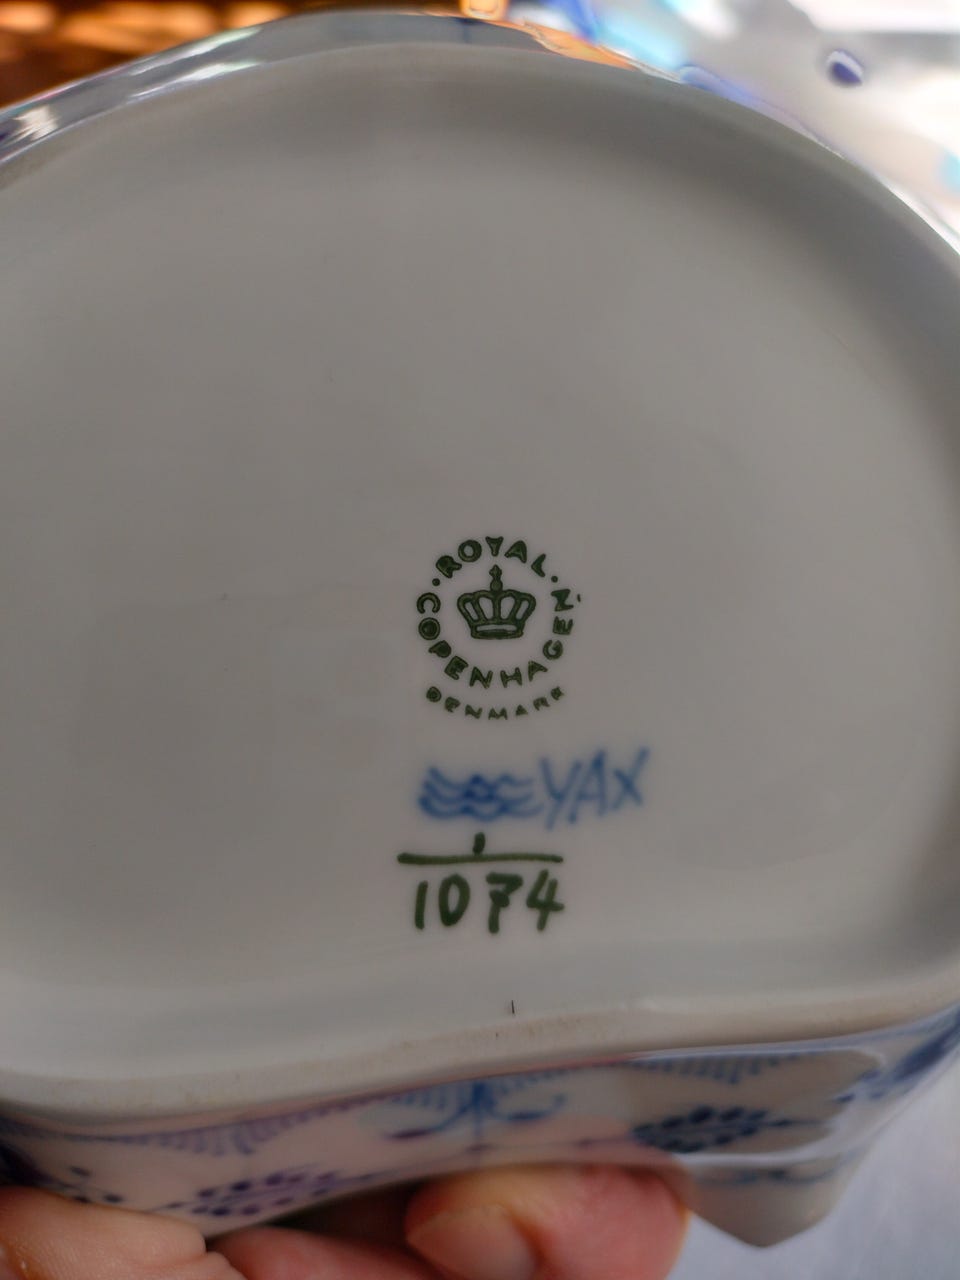 ROYAL
COPENHAGEN
DENMARK
YAX
1
1074